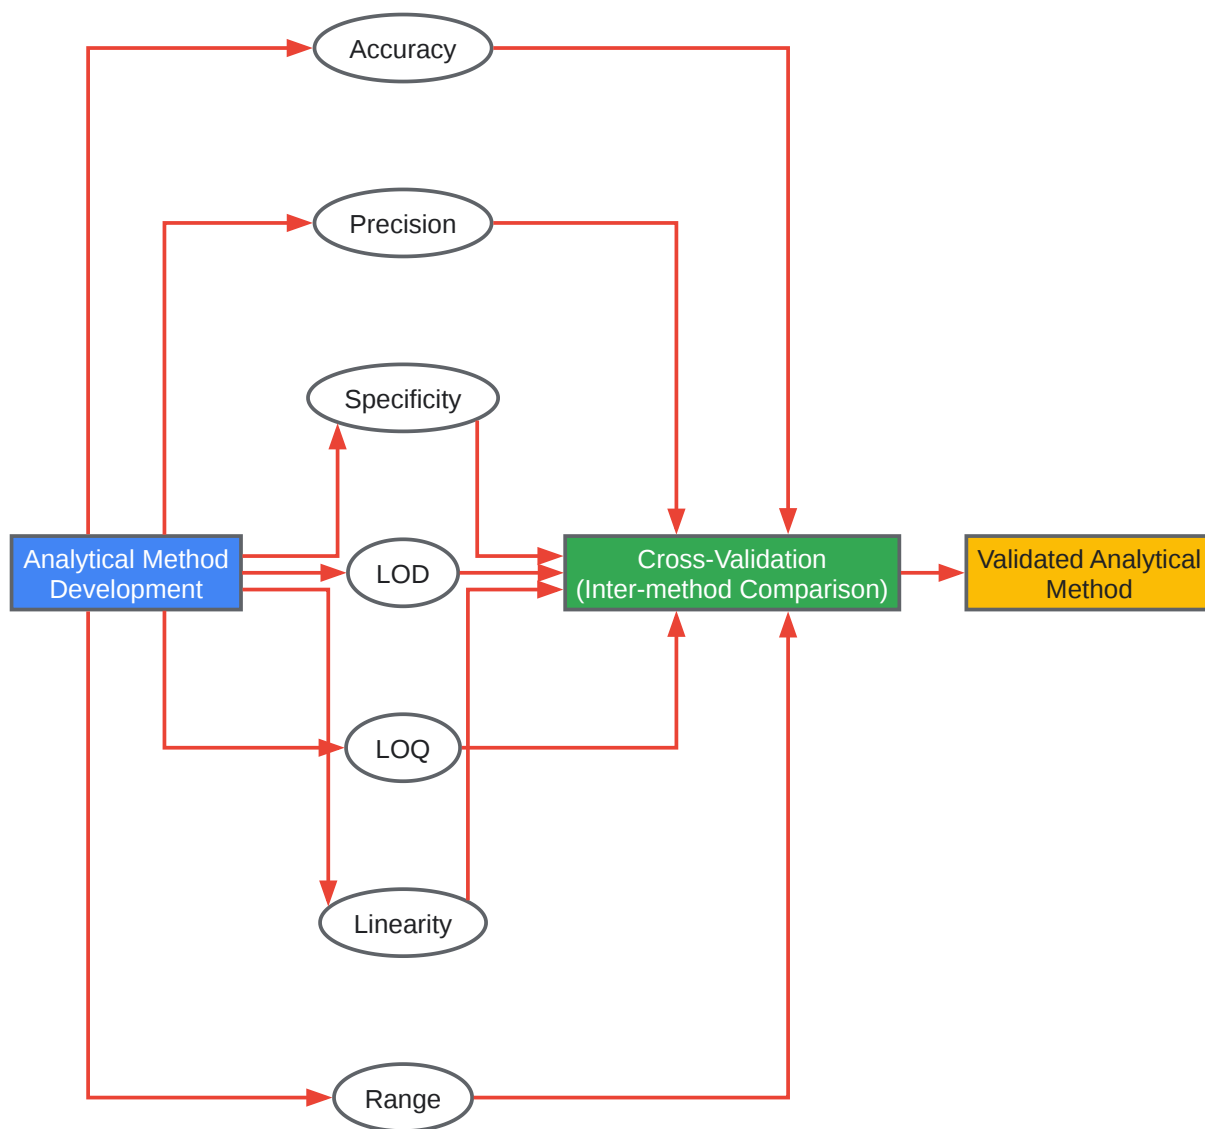 Accuracy
Precision
Specificity
Analytical Method
Development
LOD
Cross-Validation
(Inter-method Comparison)
Validated Analytical
Method
LOQ
Linearity
Range